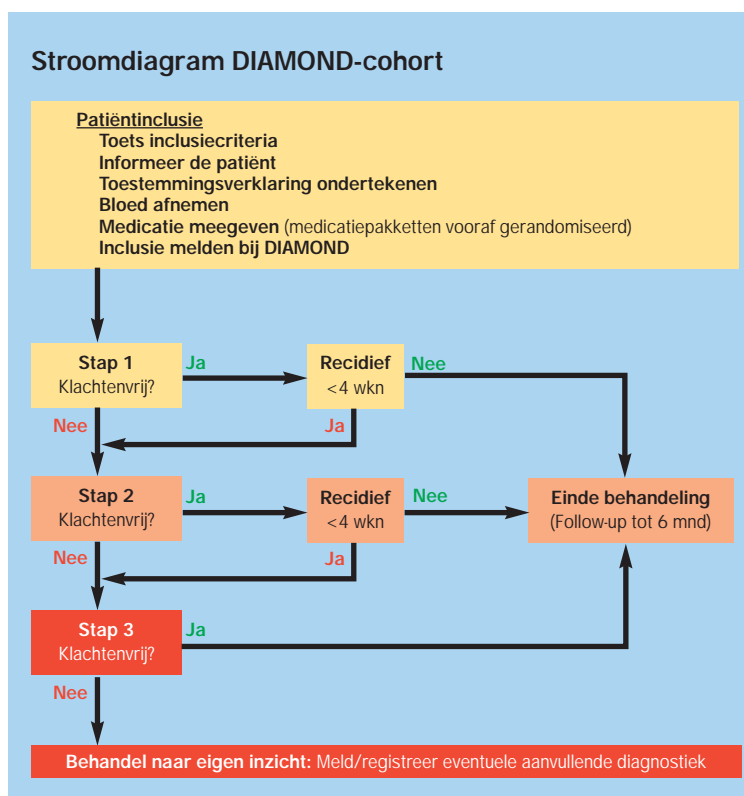 Stroomdiagram DIAMOND-cohort
Patiëntinclusie
Toets inclusiecriteria
Informeer de patiënt
Toestemmingsverklaring ondertekenen
Bloed afnemen
Medicatie meegeven (medicatiepakketten vooraf gerandomiseerd)
Inclusie melden bij DIAMOND
Stap 1
Klachtenvrij?
Ja
Recidief
<4 wkn
Nee
Nee
Ja
Stap 2
Klachtenvrij?
Ja
Recidief
<4 wkn
Nee
Einde behandeling
(Follow-up tot 6 mnd)
Nee
Ja
Stap 3
Klachtenvrij?
Ja
Nee
Behandel naar eigen inzicht: Meld/registreer eventuele aanvullende diagnostiek